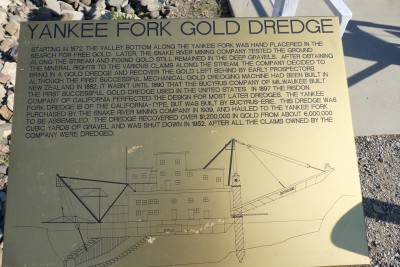 YANKEE FORK GOLD DREDGE
STARTING IN 1872, THE VALLEY BOTTOM ALONG THE YANKEE FORK WAS HAND PLACERED IN THE
SEARCH FOR FREE GOLD. LATER, THE SNAKE RIVER MINING COMPANY TESTED THE GROUND
ALONG THE STREAM AND FOUND GOLD STILL REMAINED IN THE DEEP GRAVELS. AFTER OBTAINING
THE MINERAL RIGHTS TO THE VARIOUS CLAIMS ALONG THE STREAM, THE COMPANY DECIDED TO
BRING IN A GOLD DREDGE AND RECOVER THE GOLD LEFT BEHIND BY EARLY PROSPECTORS.
ALTHOUGH THE FIRST SUCCESSFUL MECHANICAL GOLD DREDGING MACHINE HAD BEEN BUILT IN
NEW ZEALAND IN 1882, IT WASN'T UNTIL 1890 THAT THE BUCYRUS COMPANY OF MILWAUKEE BUILT
THE FIRST SUCCESSFUL GOLD DREDGE USED IN THE UNITED STATES. IN 1897 THE RISDON
COMPANY OF CALIFORNIA PERFECTED THE DESIGN FOR MOST LATER DREDGES. THE YANKEE
FORK DREDGE IS OF THE CALIFORNIA-TYPE, BUT WAS BUILT BY BUCYRUS-ERIE. THIS DREDGE WAS
PURCHASED BY THE SNAKE RIVER MINING COMPANY IN 1939, AND HAULED TO THE YANKEE FORK
TO BE ASSEMBLED. THE DREDGE RECOVERED OVER $1,200,000 IN GOLD FROM ABOUT 6,000,000
CUBIC YARDS OF GRAVEL AND WAS SHUT DOWN IN 1952, AFTER ALL THE CLAIMS OWNED BY THE
COMPANY WERE DREDGED.